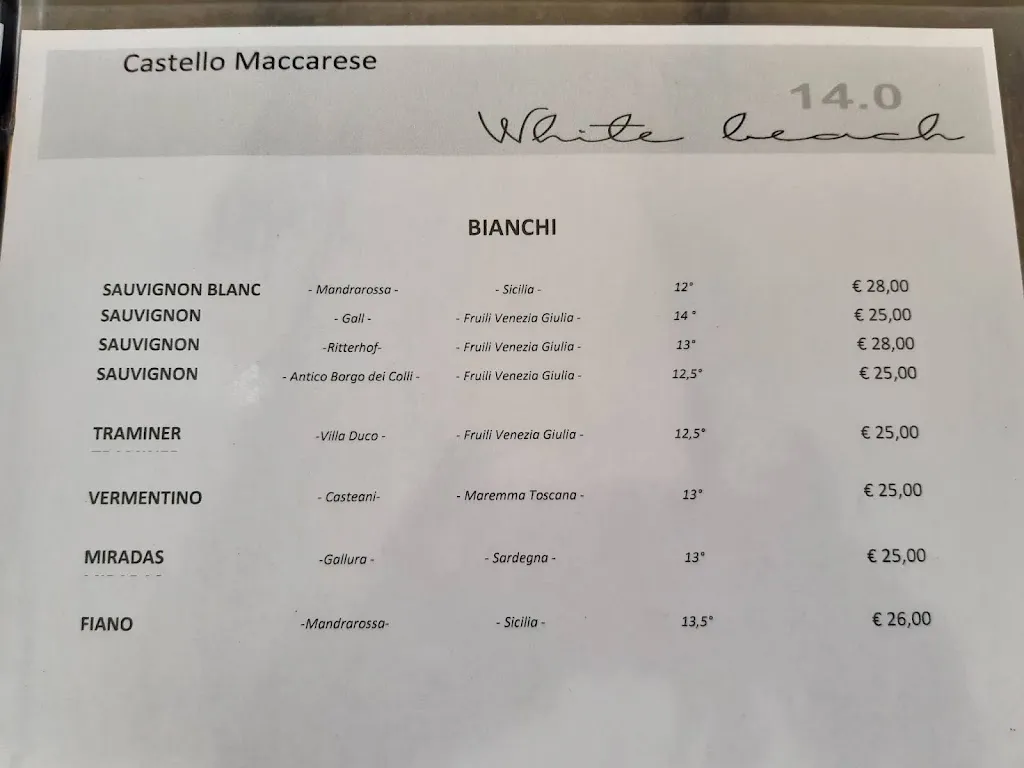 Castello Maccarese
14.0
White beach
BIANCHI
SAUVIGNON BLANC - Mandrarossa - - Sicilia - 12° € 28,00
SAUVIGNON - Gall - - Fruili Venezia Giulia - 14 ° € 25,00
SAUVIGNON -Ritterhof- - Fruili Venezia Giulia - 13° € 28,00
SAUVIGNON - Antico Borgo dei Colli - - Fruili Venezia Giulia - 12,5° € 25,00
TRAMINER -Villa Duco - - Fruili Venezia Giulia - 12,5° € 25,00
VERMENTINO - Casteani- - Maremma Toscana - 13° € 25,00
MIRADAS -Gallura - - Sardegna - 13° € 25,00
FIANO -Mandrarossa- - Sicilia - 13,5° € 26,00